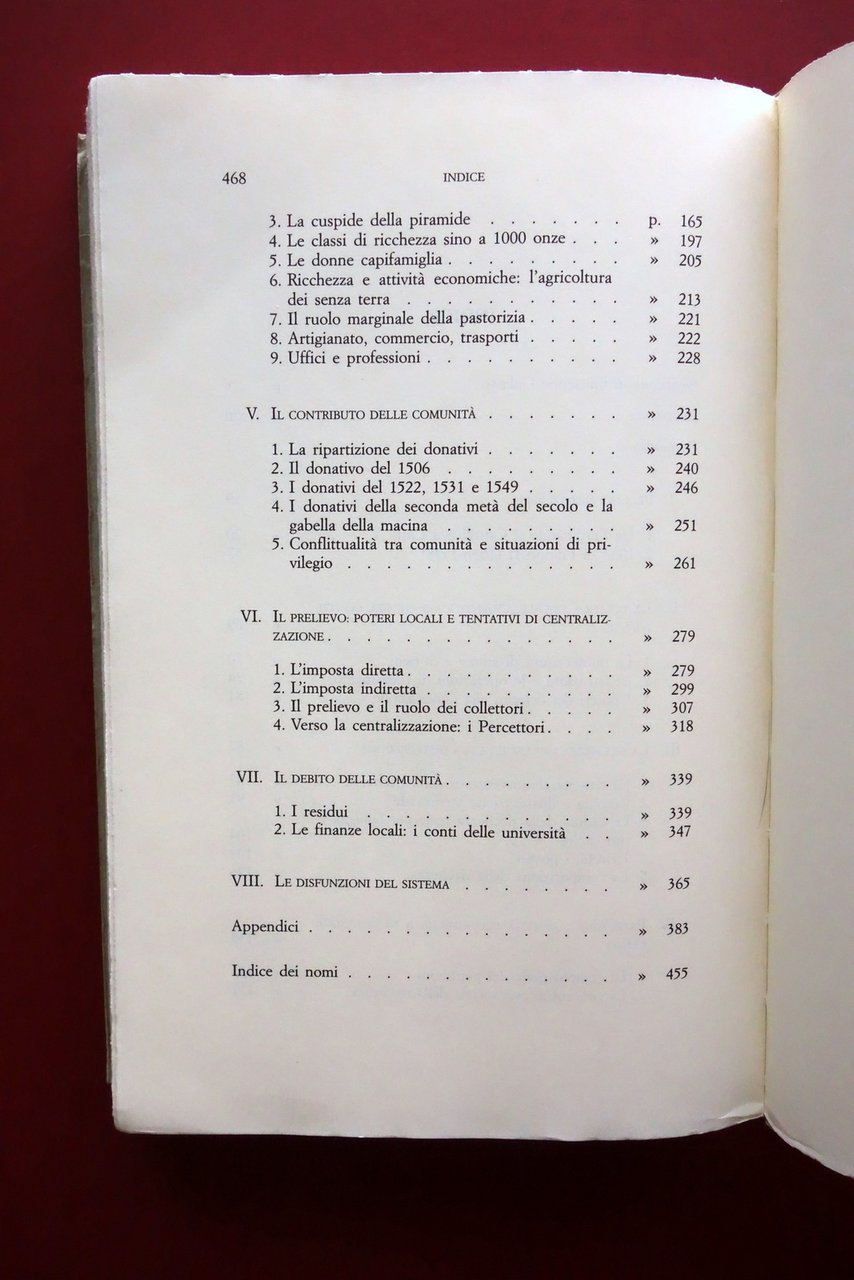 468 INDICE
3. La cuspide della piramide . . . . . . . p. 165
4. Le classi di ricchezza sino a 1000 onze . . . » 197
5. Le donne capifamiglia . . . . . . . . . » 205
6. Ricchezza e attività economiche: l'agricoltura
dei senza terra . . . . . . . . . . . » 213
7. Il ruolo marginale della pastorizia . . . . . » 221
8. Artigianato, commercio, trasporti . . . . . » 222
9. Uffici e professioni . . . . . . . . . . » 228
V. IL CONTRIBUTO DELLE COMUNITÀ . . . . . . . » 231
1. La ripartizione dei donativi . . . . . . . » 231
2. Il donativo del 1506 . . . . . . . . . » 240
3. I donativi del 1522, 1531 e 1549 . . . . . » 246
4. I donativi della seconda metà del secolo e la
gabella della macina . . . . . . . . . » 251
5. Conflittualità tra comunità e situazioni di pri-
vilegio . . . . . . . . . . . . . . » 261
VI. IL PRELIEVO: POTERI LOCALI E TENTATIVI DI CENTRALIZ-
ZAZIONE . . . . . . . . . . . . . . . » 279
1. L'imposta diretta . . . . . . . . . . . » 279
2. L'imposta indiretta . . . . . . . . . . » 299
3. Il prelievo e il ruolo dei collettori . . . . . » 307
4. Verso la centralizzazione: i Percettori . . . . » 318
VII. IL DEBITO DELLE COMUNITÀ . . . . . . . . . » 339
1. I residui . . . . . . . . . . . . . » 339
2. Le finanze locali: i conti delle università . . » 347
VIII. LE DISFUNZIONI DEL SISTEMA . . . . . . . . » 365
Appendici . . . . . . . . . . . . . . . . » 383
Indice dei nomi . . . . . . . . . . . . . . » 455